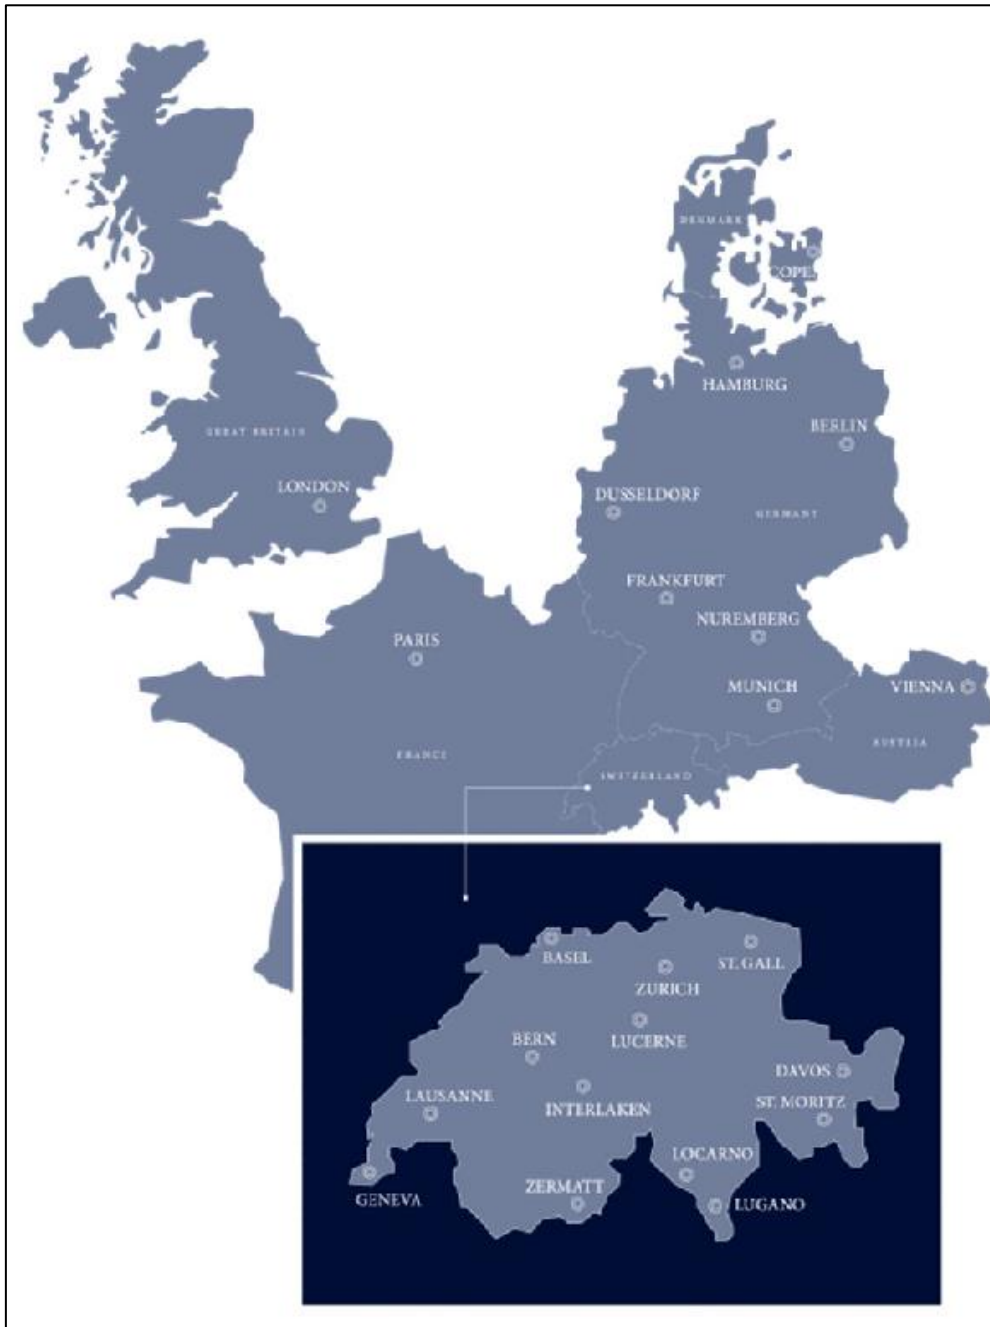 DENMARK
COPE
HAMBURG
BERLIN
GREAT BRITAIN
LONDON
DUSSELDORF
GERMANY
FRANKFURT
NUREMBERG
PARIS
MUNICH
VIENNA
AUSTRIA
FRANCE
SWITZERLAND
BASEL
ST. GALL
ZURICH
BERN
LUCERNE
DAVOS
LAUSANNE
INTERLAKEN
ST. MORITZ
LOCARNO
GENEVA
ZERMATT
LUGANO